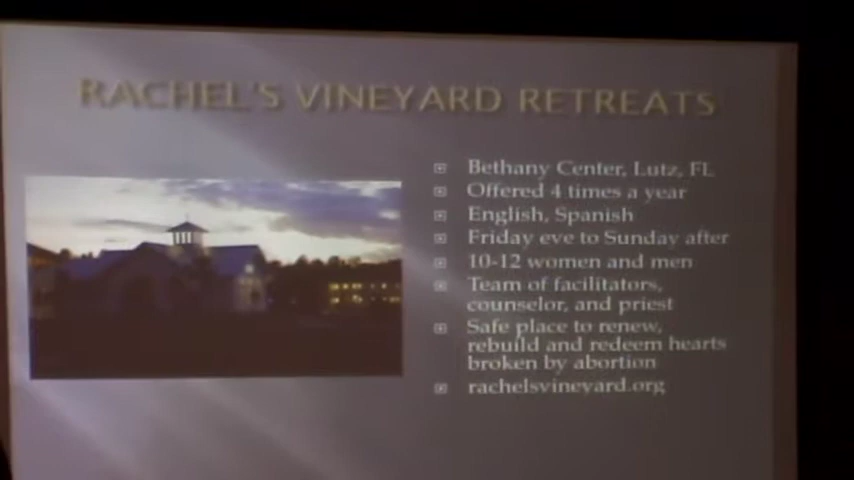 RACHEL'S VINEYARD RETREATS
Bethany Center, Lutz, FL
Offered 4 times a year
English, Spanish
Friday eve to Sunday after
10-12 women and men
Team of facilitators,
counselor, and priest
Safe place to renew,
rebuild and redeem hearts
broken by abortion
rachelsvineyard.org